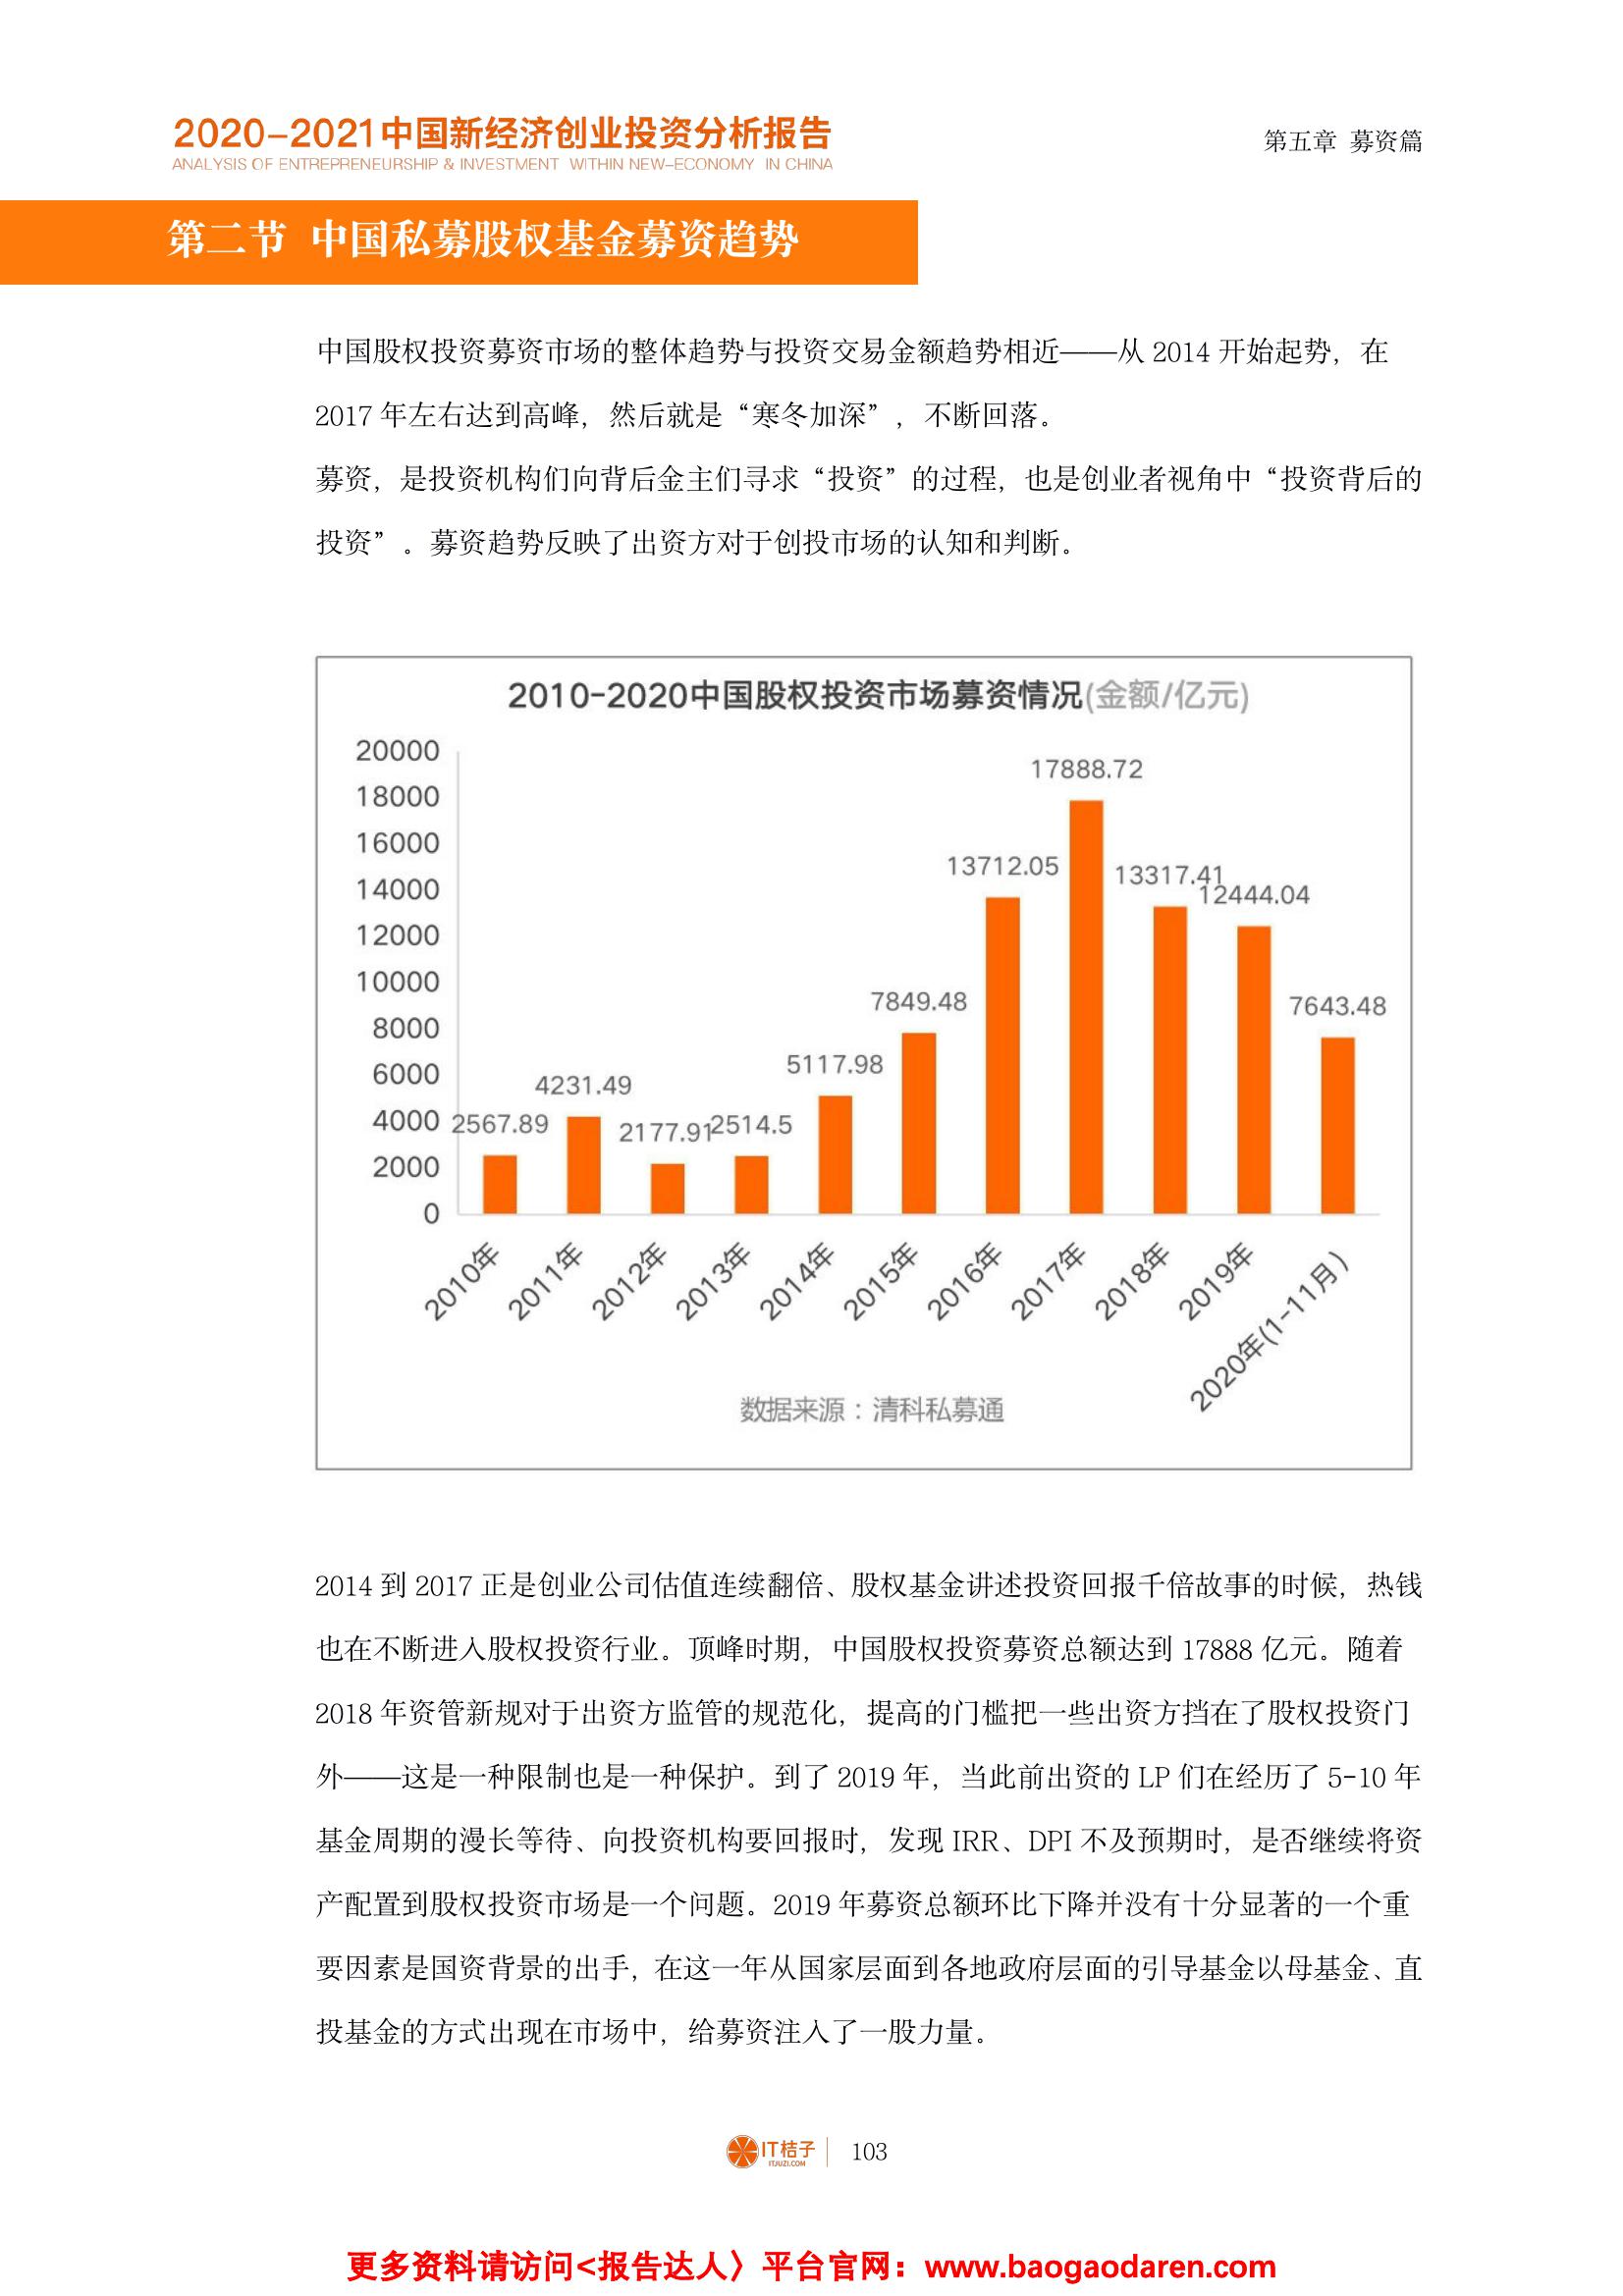 2020-2021中国新经济创业投资分析报告
ANALYSIS OF ENTREPRENEURSHIP & INVESTMENT WITHIN NEW-ECONOMY IN CHINA
第五章 募资篇
第二节 中国私募股权基金募资趋势
中国股权投资募资市场的整体趋势与投资交易金额趋势相近——从 2014 开始起势，在
2017 年左右达到高峰，然后就是“寒冬加深”，不断回落。
募资，是投资机构们向背后金主们寻求“投资”的过程，也是创业者视角中“投资背后的
投资”。募资趋势反映了出资方对于创投市场的认知和判断。
2010-2020中国股权投资市场募资情况(金额/亿元)
20000
18000
16000
14000
12000
10000
8000
6000
4000
2000
0
2567.89
4231.49
2177.91
2514.5
5117.98
7849.48
13712.05
17888.72
13317.41
12444.04
7643.48
2010年
2011年
2012年
2013年
2014年
2015年
2016年
2017年
2018年
2019年
2020年(1-11月)
数据来源：清科私募通
2014 到 2017 正是创业公司估值连续翻倍、股权基金讲述投资回报千倍故事的时候，热钱
也在不断进入股权投资行业。顶峰时期，中国股权投资募资总额达到 17888 亿元。随着
2018 年资管新规对于出资方监管的规范化，提高的门槛把一些出资方挡在了股权投资门
外——这是一种限制也是一种保护。到了 2019 年，当此前出资的 LP 们在经历了 5-10 年
基金周期的漫长等待、向投资机构要回报时，发现 IRR、DPI 不及预期时，是否继续将资
产配置到股权投资市场是一个问题。2019 年募资总额环比下降并没有十分显著的一个重
要因素是国资背景的出手，在这一年从国家层面到各地政府层面的引导基金以母基金、直
投基金的方式出现在市场中，给募资注入了一股力量。
IT桔子
ITJUZI.COM
103
更多资料请访问<报告达人〉平台官网：www.baogaodaren.com